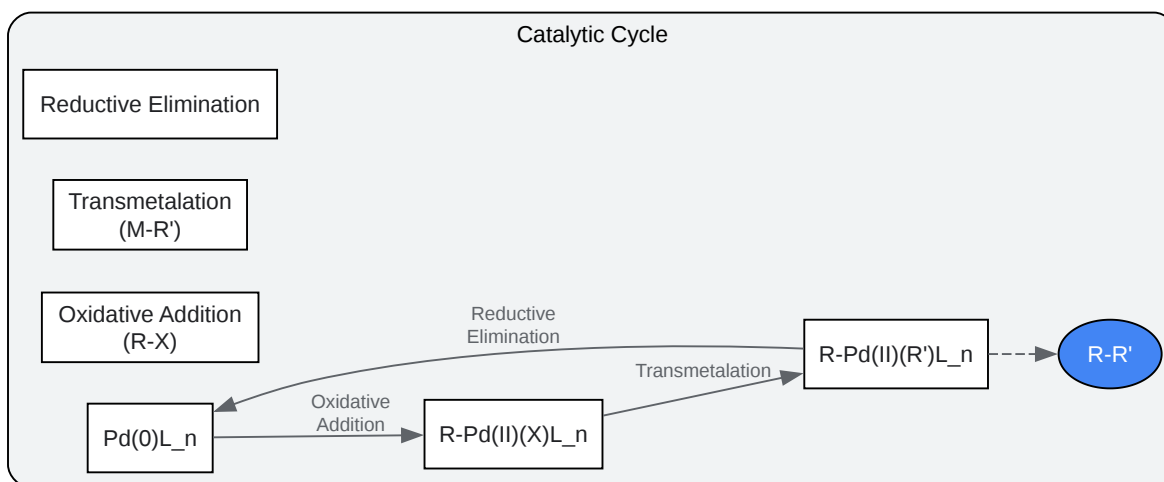 Catalytic Cycle
Reductive Elimination
Transmetalation
(M-R')
Oxidative Addition
(R-X)
Reductive
Elimination
R-Pd(II)(R')L_n
R-R'
Transmetalation
Oxidative
Addition
Pd(0)L_n
R-Pd(II)(X)L_n